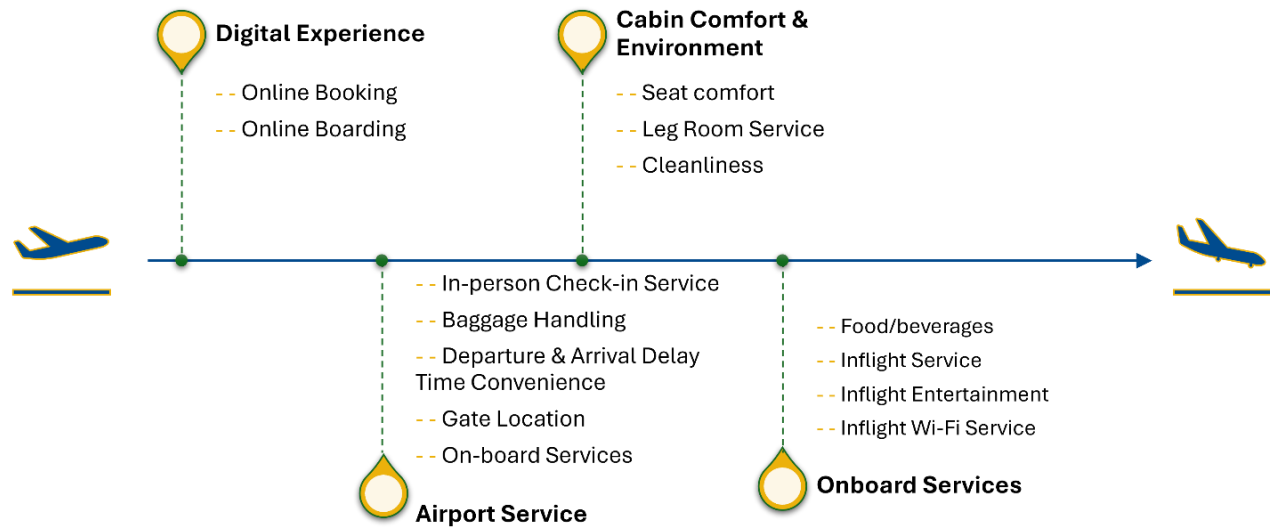 Digital Experience
- - Online Booking
- - Online Boarding
Cabin Comfort &
Environment
- - Seat comfort
- - Leg Room Service
- - Cleanliness
- - In-person Check-in Service
- - Baggage Handling
- - Departure & Arrival Delay
Time Convenience
- - Gate Location
- - On-board Services
Airport Service
- - Food/beverages
- - Inflight Service
- - Inflight Entertainment
- - Inflight Wi-Fi Service
Onboard Services